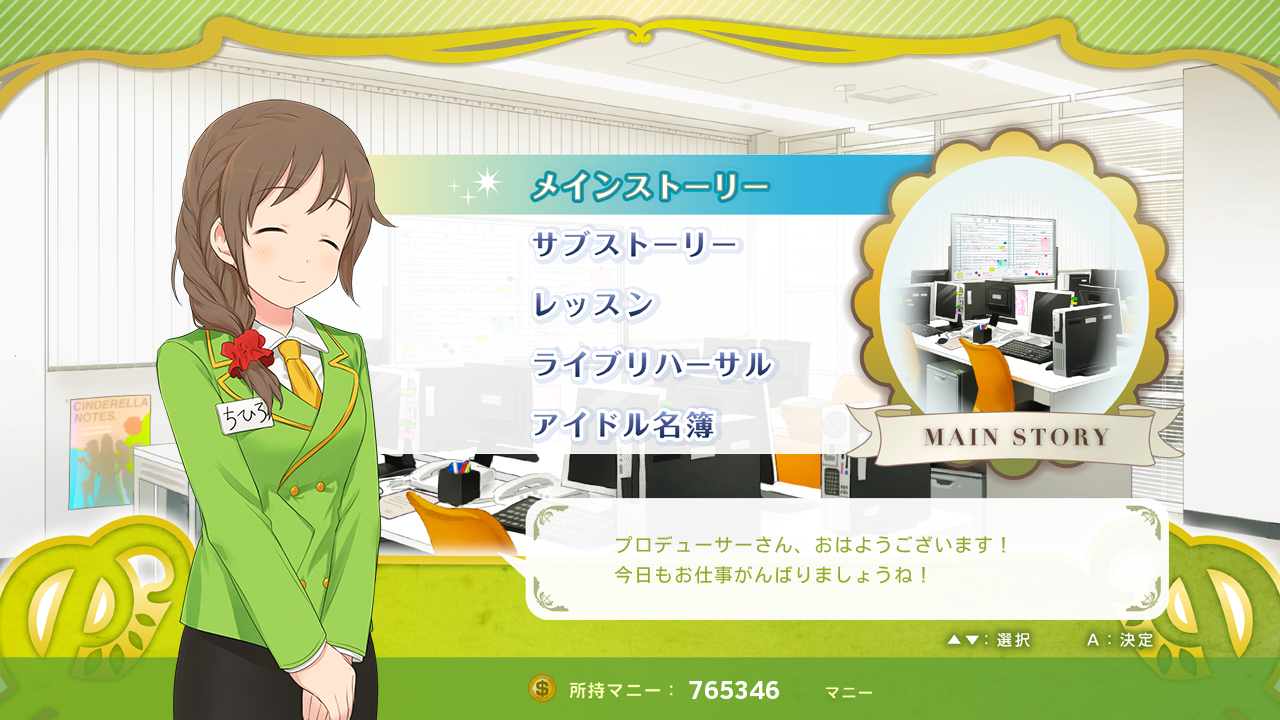 メインストーリー
サブストーリー
レッスン
ライブリハーサル
アイドル名簿
MAIN STORY
CINDERELLA
NOTES.
ちひろ
プロデューサーさん、おはようございます！
今日もお仕事がんばりましょうね！
▲▼：選択 A：決定
所持マニー： 765346 マニー